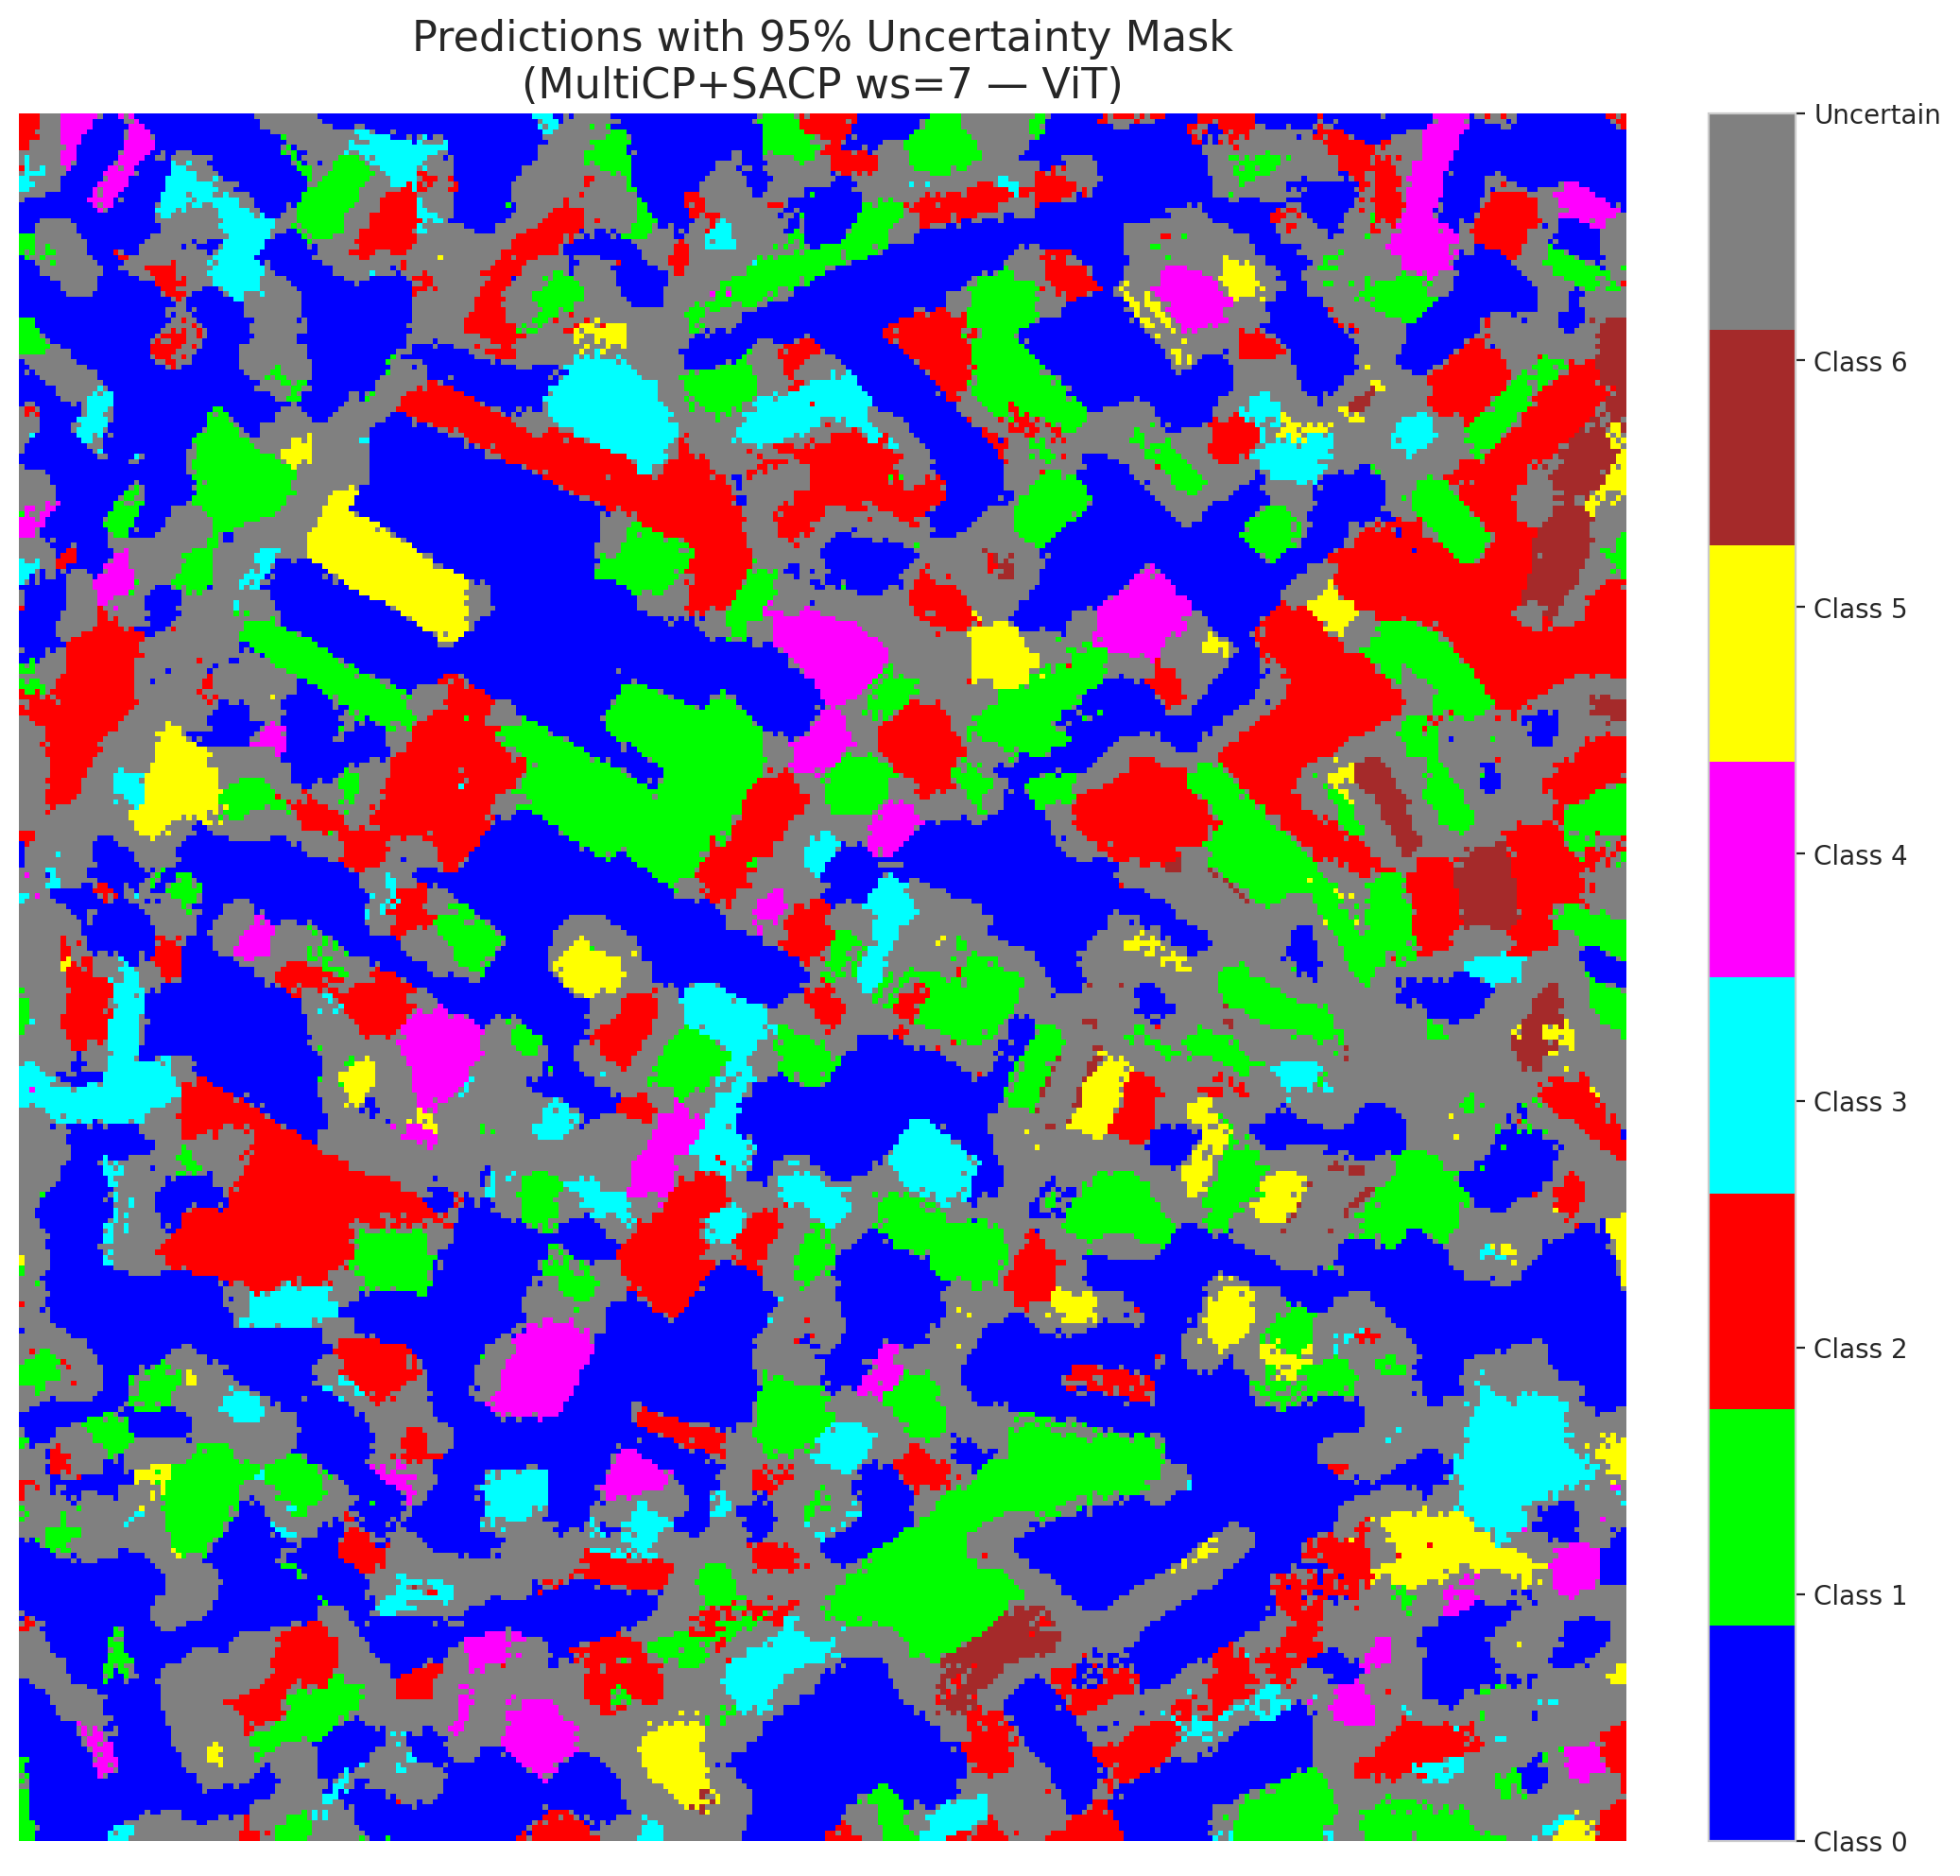 Predictions with 95% Uncertainty Mask
(MultiCP+SACP ws=7 — ViT)
Uncertain
Class 6
Class 5
Class 4
Class 3
Class 2
Class 1
Class 0